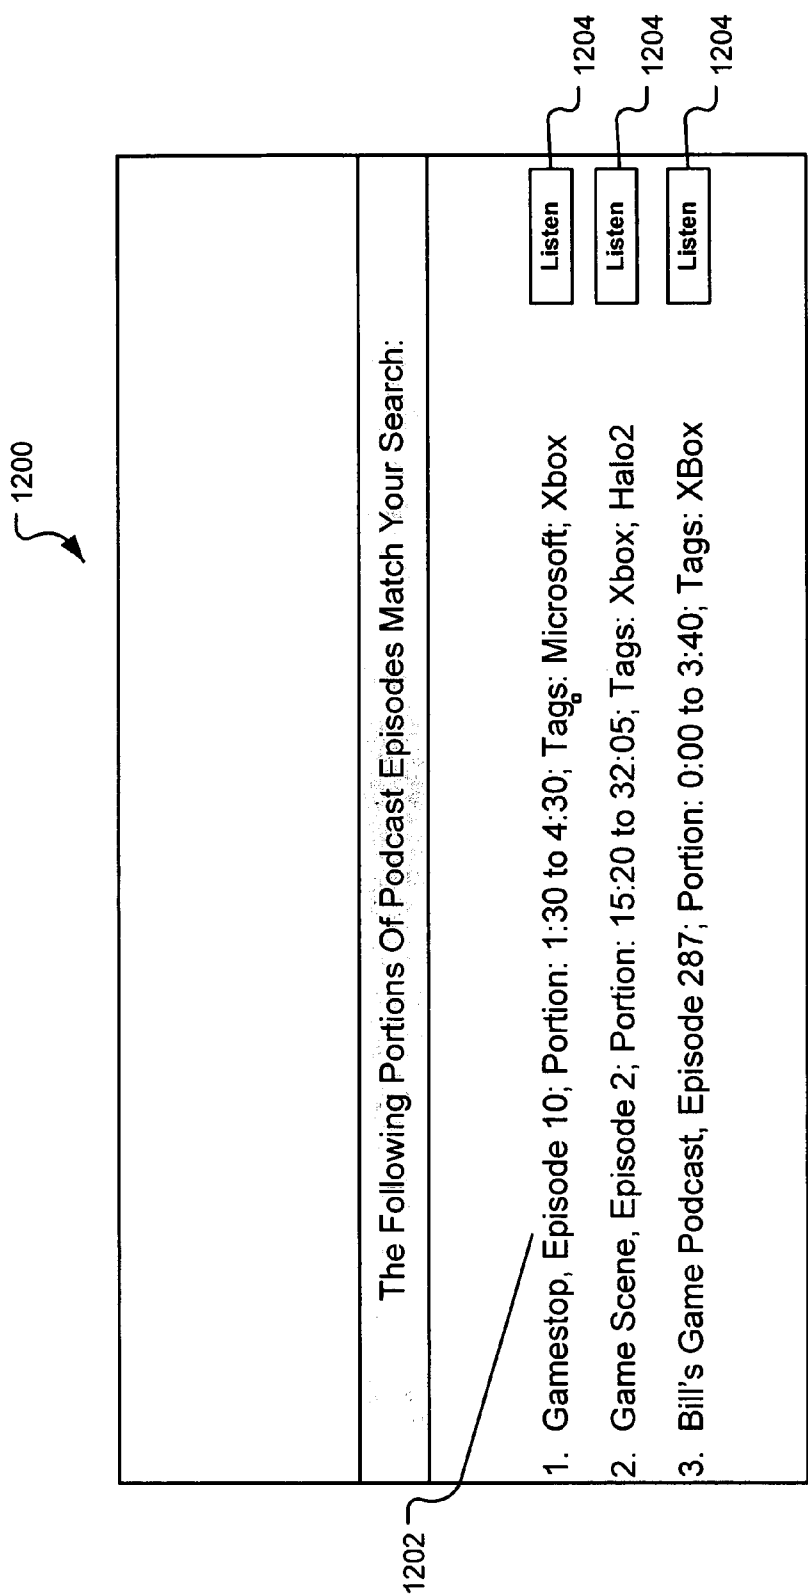 1200
The Following Portions Of Podcast Episodes Match Your Search:
1202
1. Gamestop, Episode 10; Portion: 1:30 to 4:30; Tags: Microsoft; Xbox
Listen
1204
2. Game Scene, Episode 2; Portion: 15:20 to 32:05; Tags: Xbox; Halo2
Listen
1204
3. Bill's Game Podcast, Episode 287; Portion: 0:00 to 3:40; Tags: XBox
Listen
1204